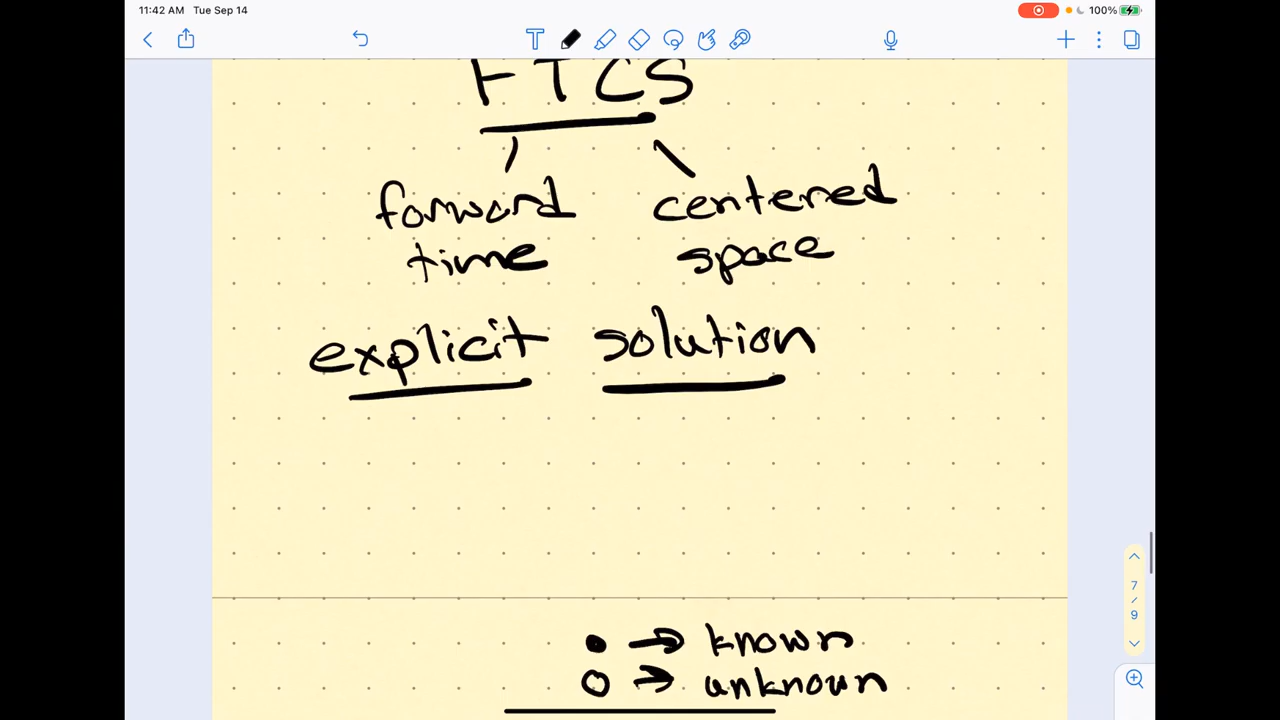 11:42 AM Tue Sep 14
100%
FTCS
forward centered
time space
explicit solution
7
/
9
known
unknown